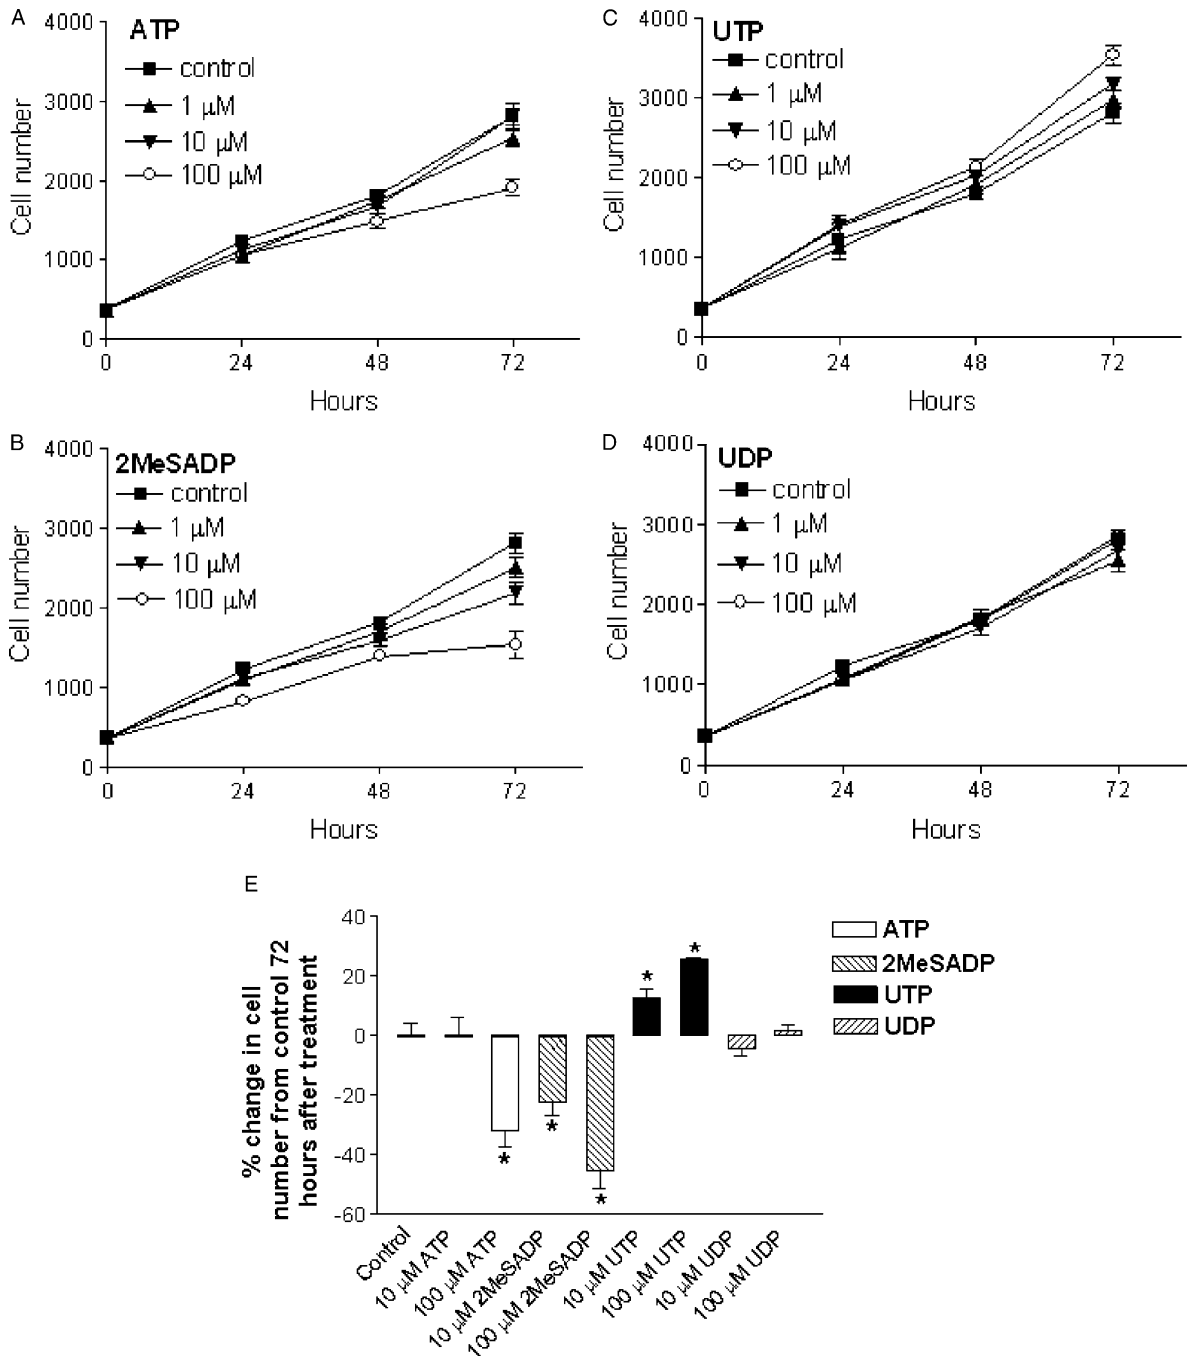 A
ATP
control
1 μM
10 μM
100 μM
Cell number
4000
3000
2000
1000
0
0 24 48 72
Hours
C
UTP
control
1 μM
10 μM
100 μM
Cell number
4000
3000
2000
1000
0
0 24 48 72
Hours
B
2MeSADP
control
1 μM
10 μM
100 μM
Cell number
4000
3000
2000
1000
0
0 24 48 72
Hours
D
UDP
control
1 μM
10 μM
100 μM
Cell number
4000
3000
2000
1000
0
0 24 48 72
Hours
E
% change in cell
number from control 72
hours after treatment
40
20
0
-20
-40
-60
* * * * *
Control
10 μM ATP
100 μM ATP
10 μM 2MeSADP
100 μM 2MeSADP
10 μM UTP
100 μM UTP
10 μM UDP
100 μM UDP
ATP
2MeSADP
UTP
UDP